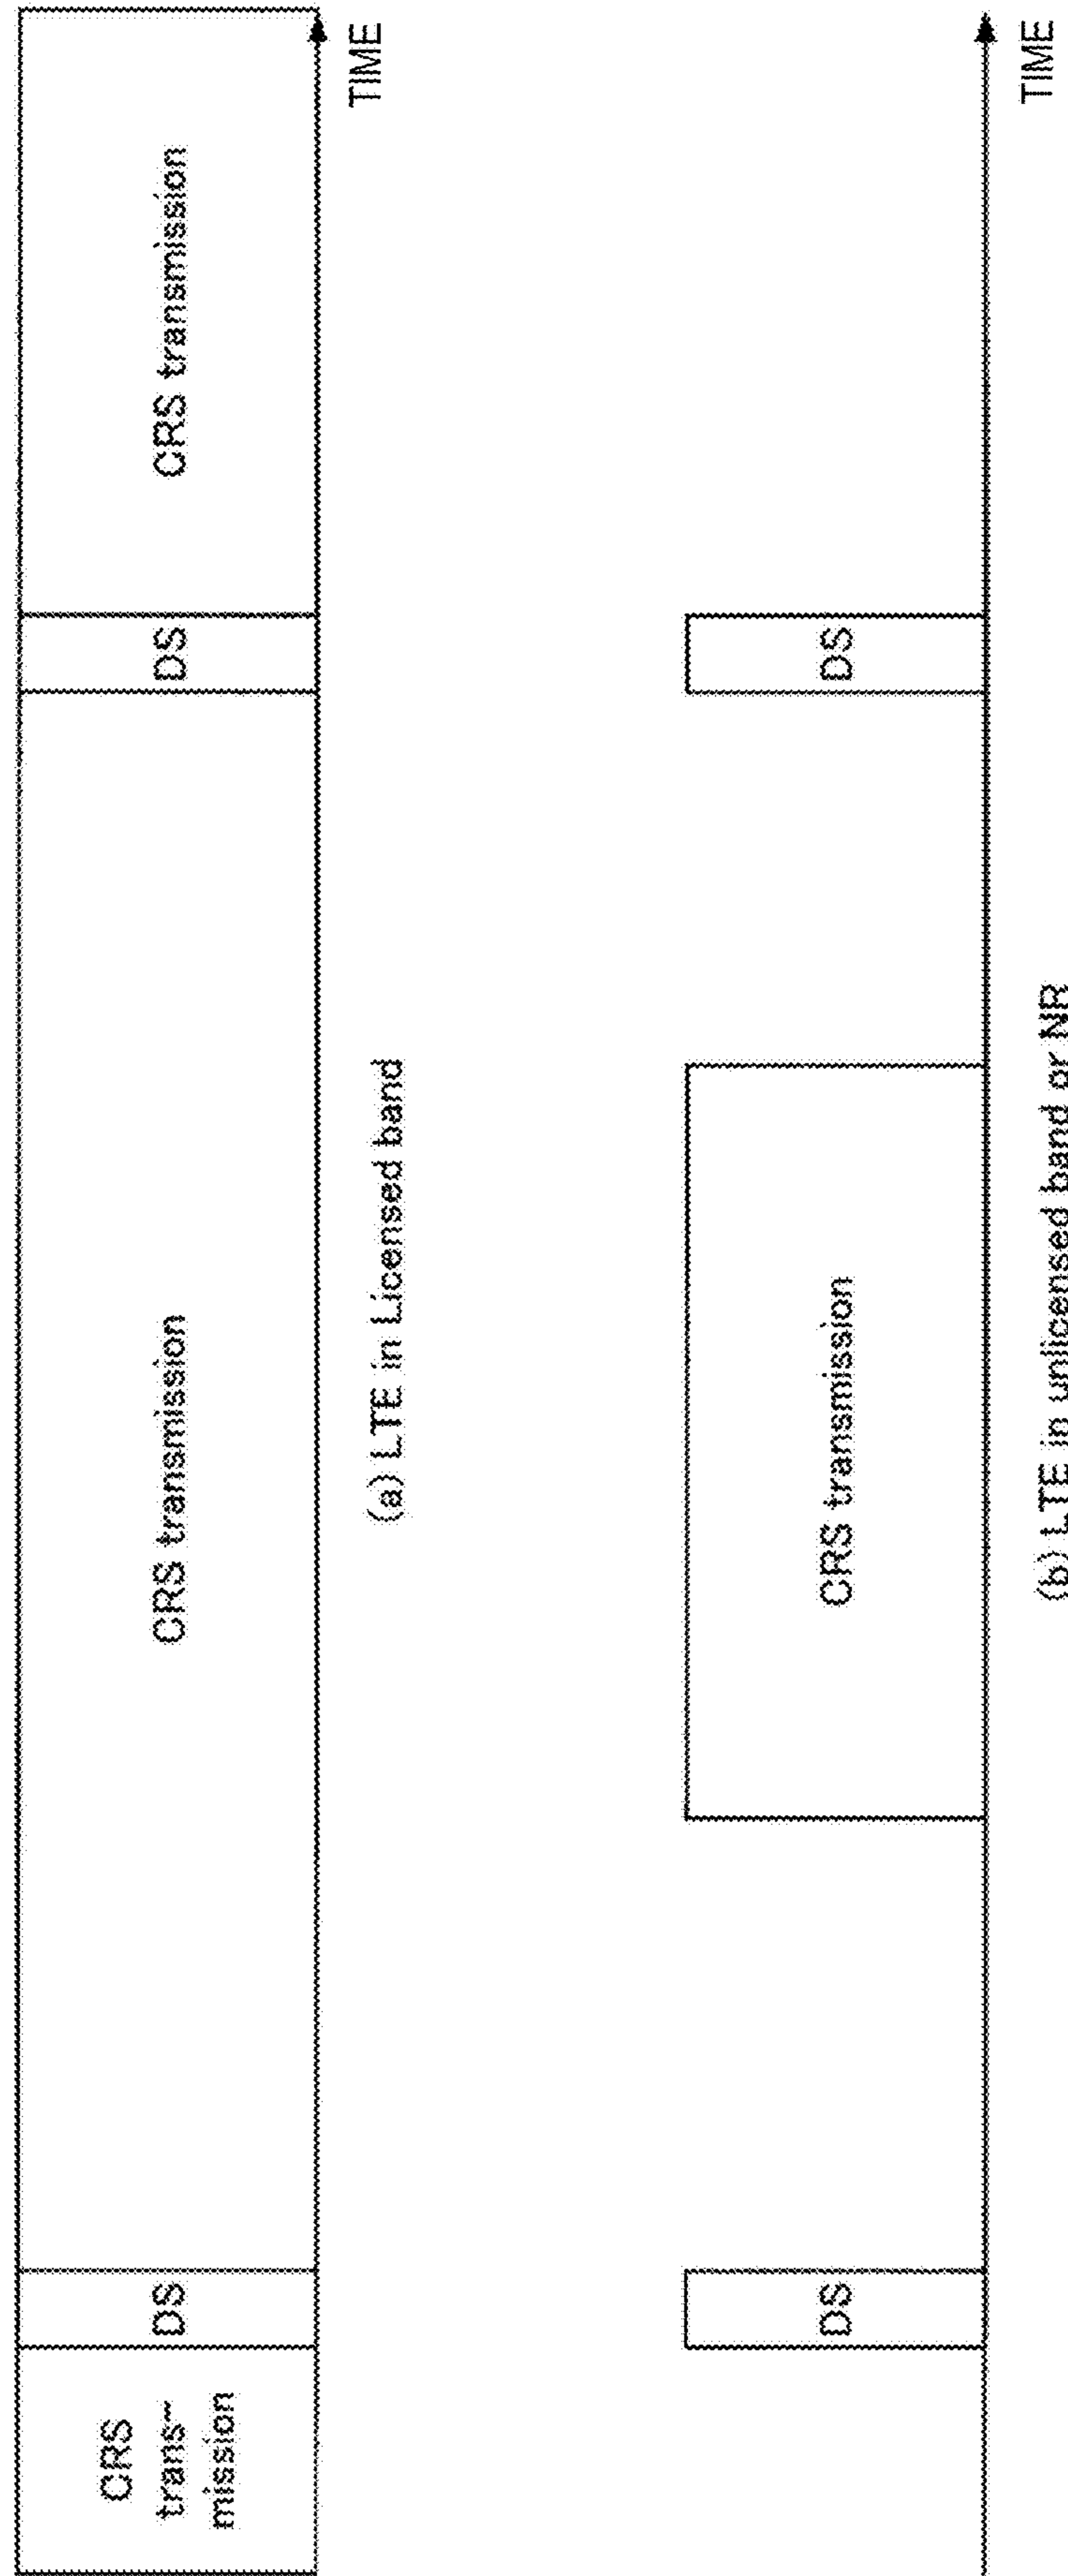 CRS
trans-
mission
DS
CRS transmission
DS
CRS transmission
TIME
(a) LTE in Licensed band
DS
CRS transmission
DS
TIME
(b) LTE in unlicensed band or NR